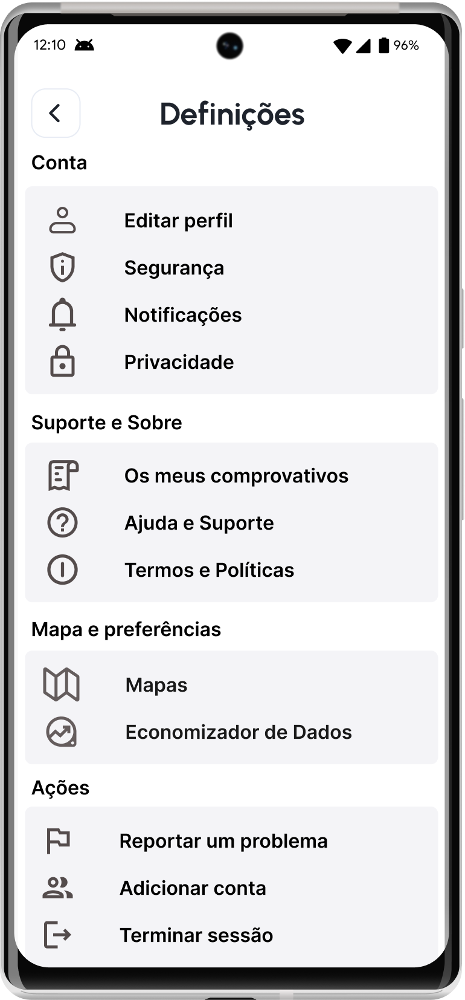 12:10 96%
Definições
Conta
Editar perfil
Segurança
Notificações
Privacidade
Suporte e Sobre
Os meus comprovativos
Ajuda e Suporte
Termos e Políticas
Mapa e preferências
Mapas
Economizador de Dados
Ações
Reportar um problema
Adicionar conta
Terminar sessão